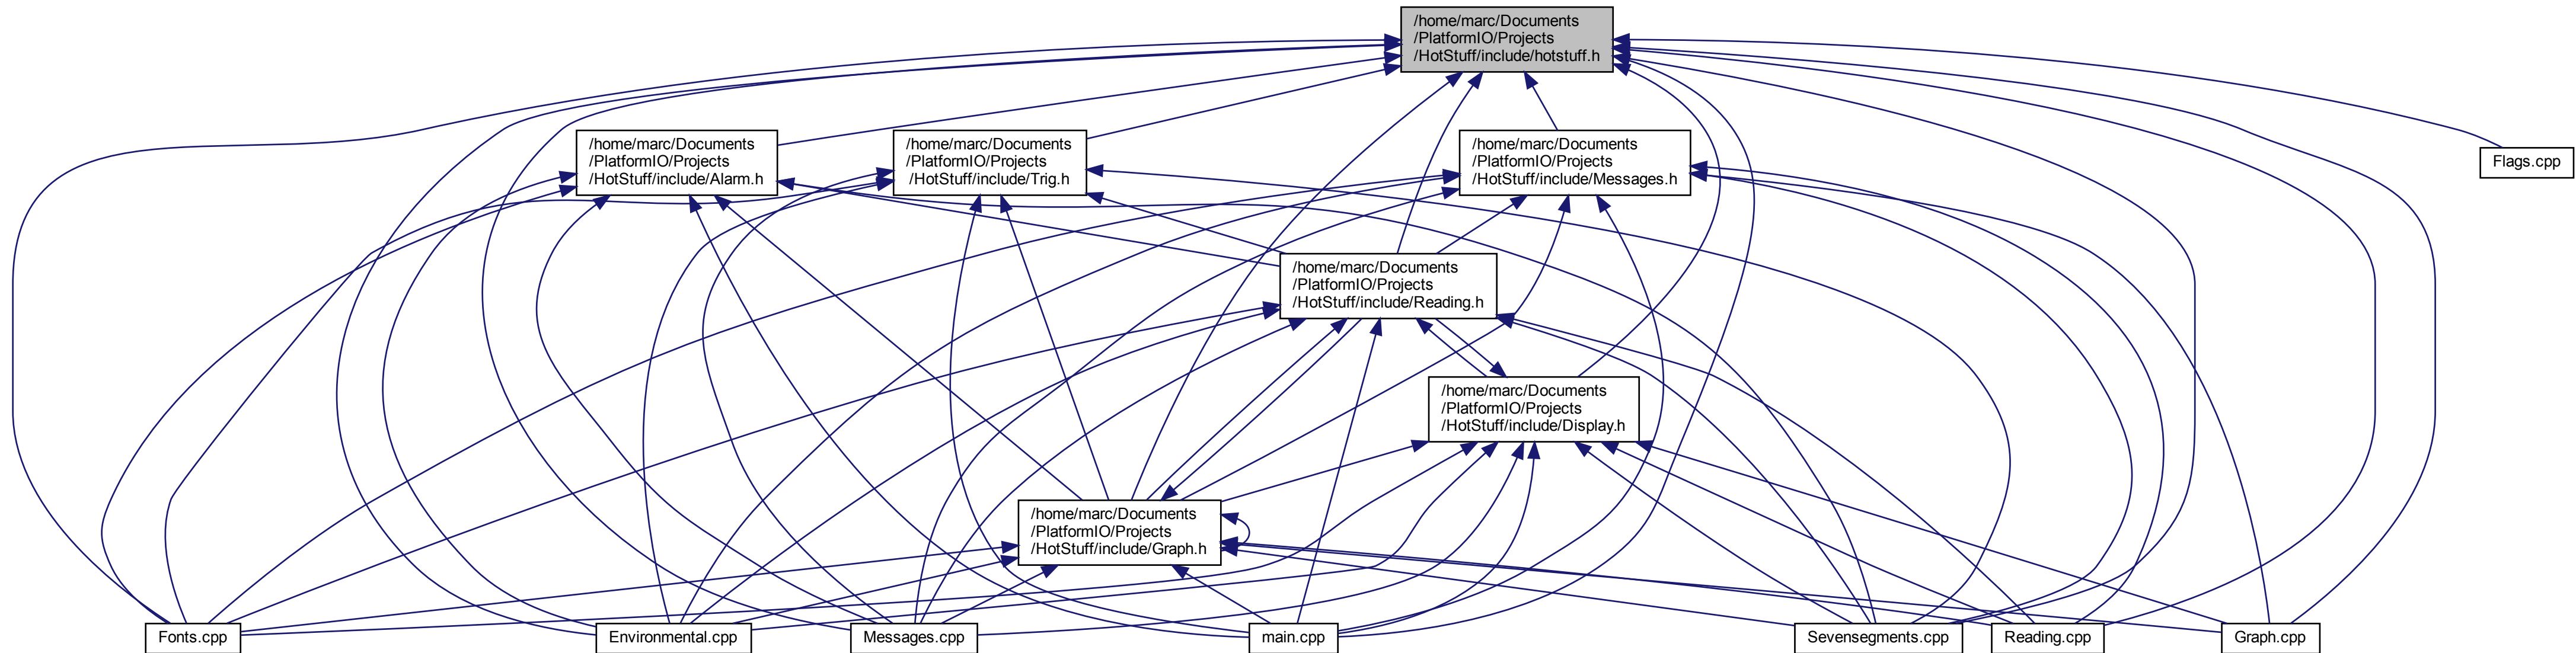 /home/marc/Documents
/PlatformIO/Projects
/HotStuff/include/hotstuff.h
/home/marc/Documents
/PlatformIO/Projects
/HotStuff/include/Alarm.h
/home/marc/Documents
/PlatformIO/Projects
/HotStuff/include/Trig.h
/home/marc/Documents
/PlatformIO/Projects
/HotStuff/include/Messages.h
Flags.cpp
/home/marc/Documents
/PlatformIO/Projects
/HotStuff/include/Reading.h
/home/marc/Documents
/PlatformIO/Projects
/HotStuff/include/Display.h
/home/marc/Documents
/PlatformIO/Projects
/HotStuff/include/Graph.h
Fonts.cpp
Environmental.cpp
Messages.cpp
main.cpp
Sevensegments.cpp
Reading.cpp
Graph.cpp